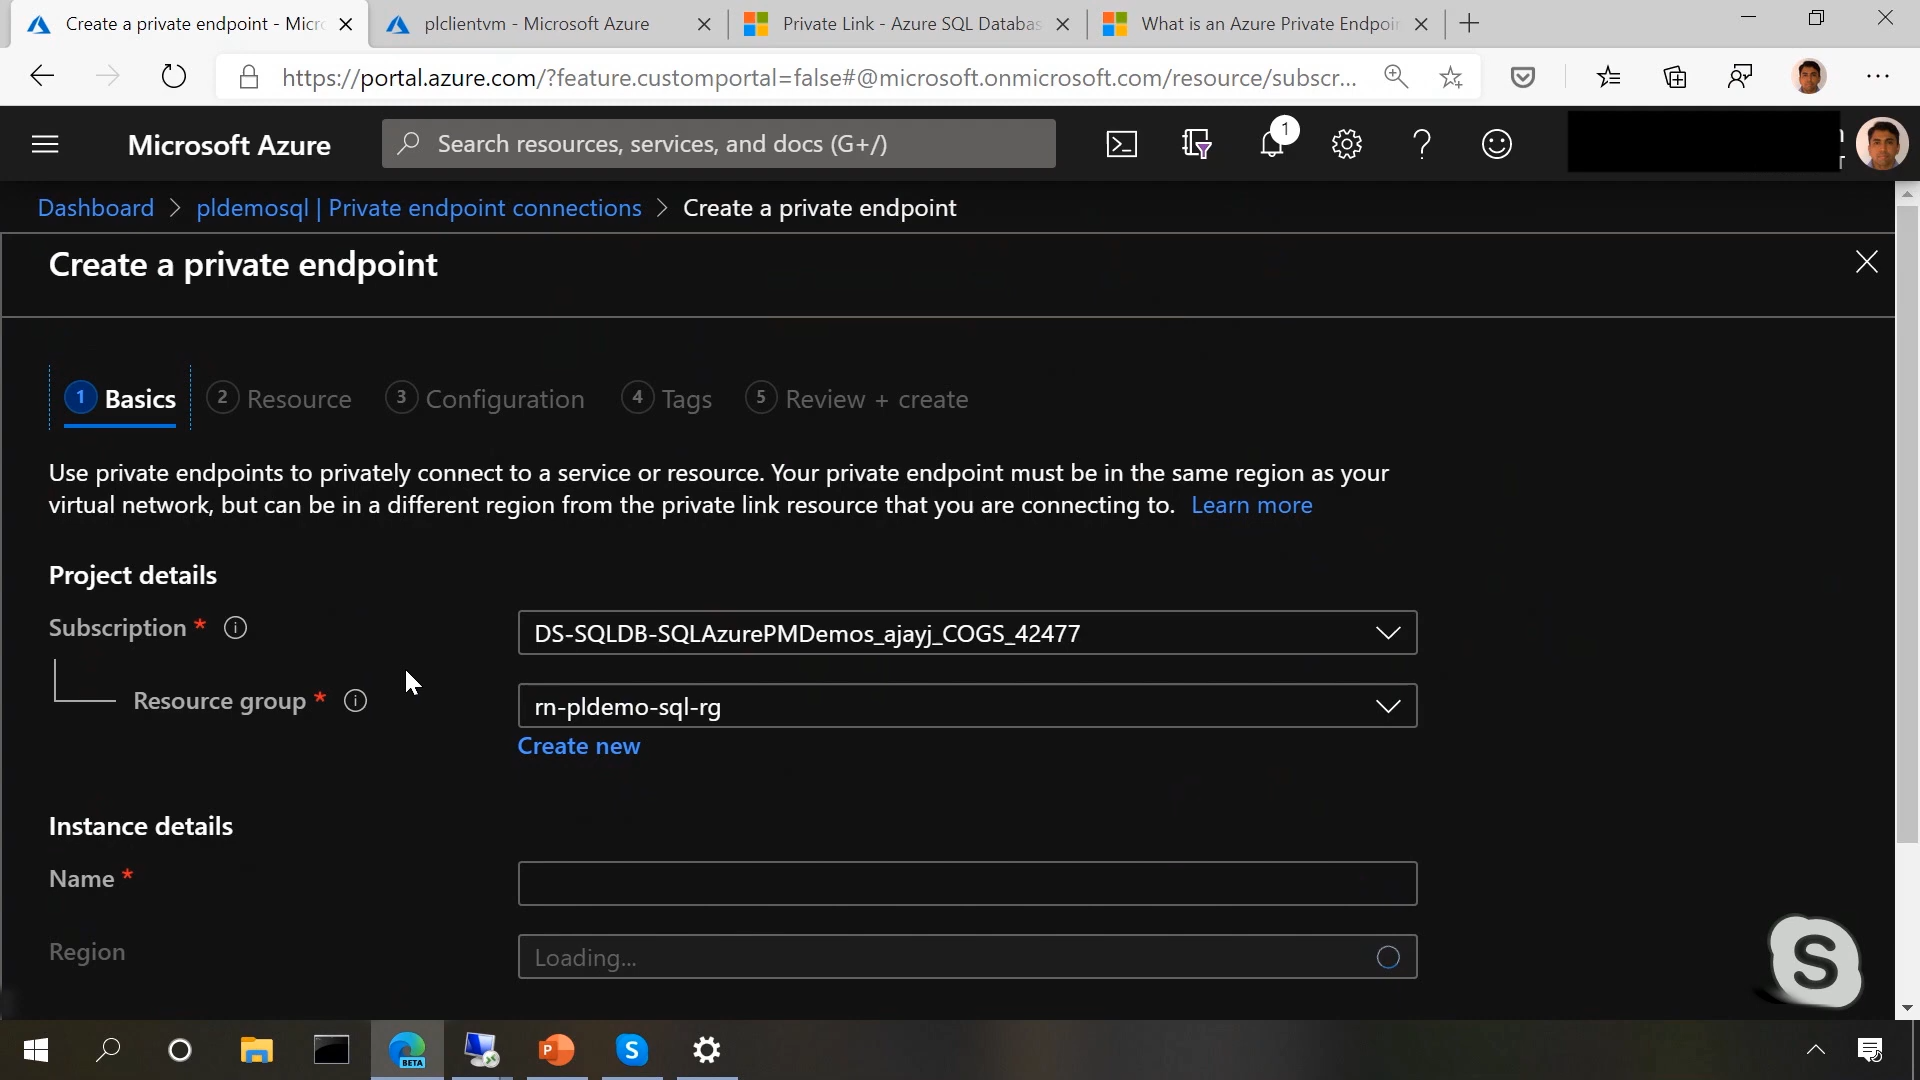 Create a private endpoint - Micr
plclientvm - Microsoft Azure
Private Link - Azure SQL Databas
What is an Azure Private Endpoin
https://portal.azure.com/?feature.customportal=false#@microsoft.onmicrosoft.com/resource/subscr...
Microsoft Azure
Search resources, services, and docs (G+/)
1
Dashboard > pldemosql | Private endpoint connections > Create a private endpoint
Create a private endpoint
1 Basics
2 Resource
3 Configuration
4 Tags
5 Review + create
Use private endpoints to privately connect to a service or resource. Your private endpoint must be in the same region as your
virtual network, but can be in a different region from the private link resource that you are connecting to. Learn more
Project details
Subscription *
DS-SQLDB-SQLAzurePMDemos_ajayj_COGS_42477
Resource group *
rn-pldemo-sql-rg
Create new
Instance details
Name *
Region
Loading...
S
BETA
P
S